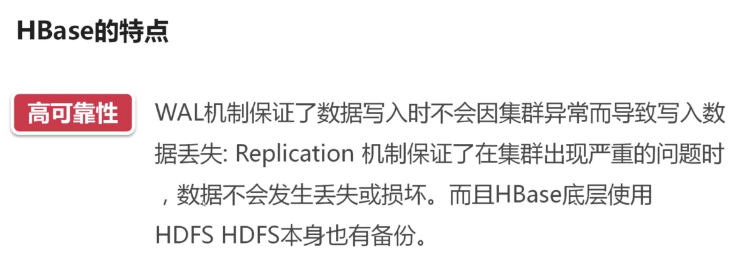 HBase的特点
高可靠性
WAL机制保证了数据写入时不会因集群异常而导致写入数
据丢失: Replication 机制保证了在集群出现严重的问题时
，数据不会发生丢失或损坏。而且HBase底层使用
HDFS HDFS本身也有备份。